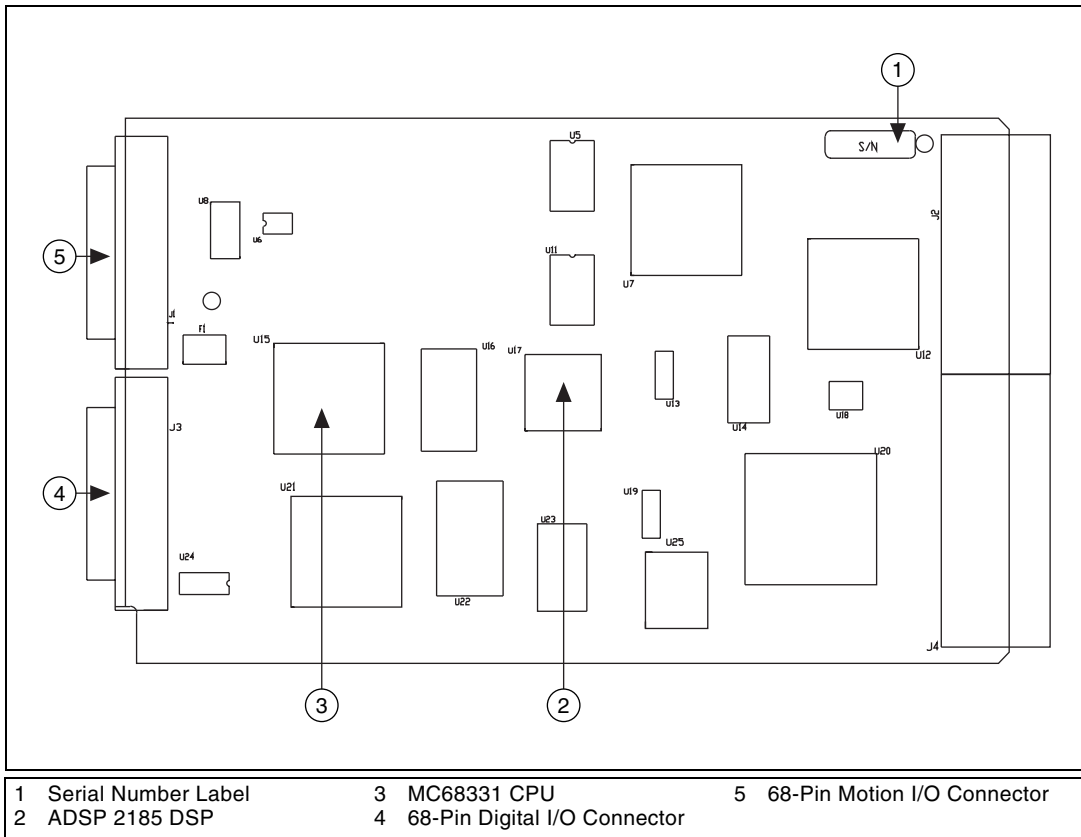 1
U5
S/N
U8
U6
J2
5
U11
U7
J1
F1
U15
U16
U17
U12
U13
U18
J3
U14
U20
4
U21
U19
U23
U25
U24
U22
J4
3
2
1 Serial Number Label
2 ADSP 2185 DSP
3 MC68331 CPU
4 68-Pin Digital I/O Connector
5 68-Pin Motion I/O Connector